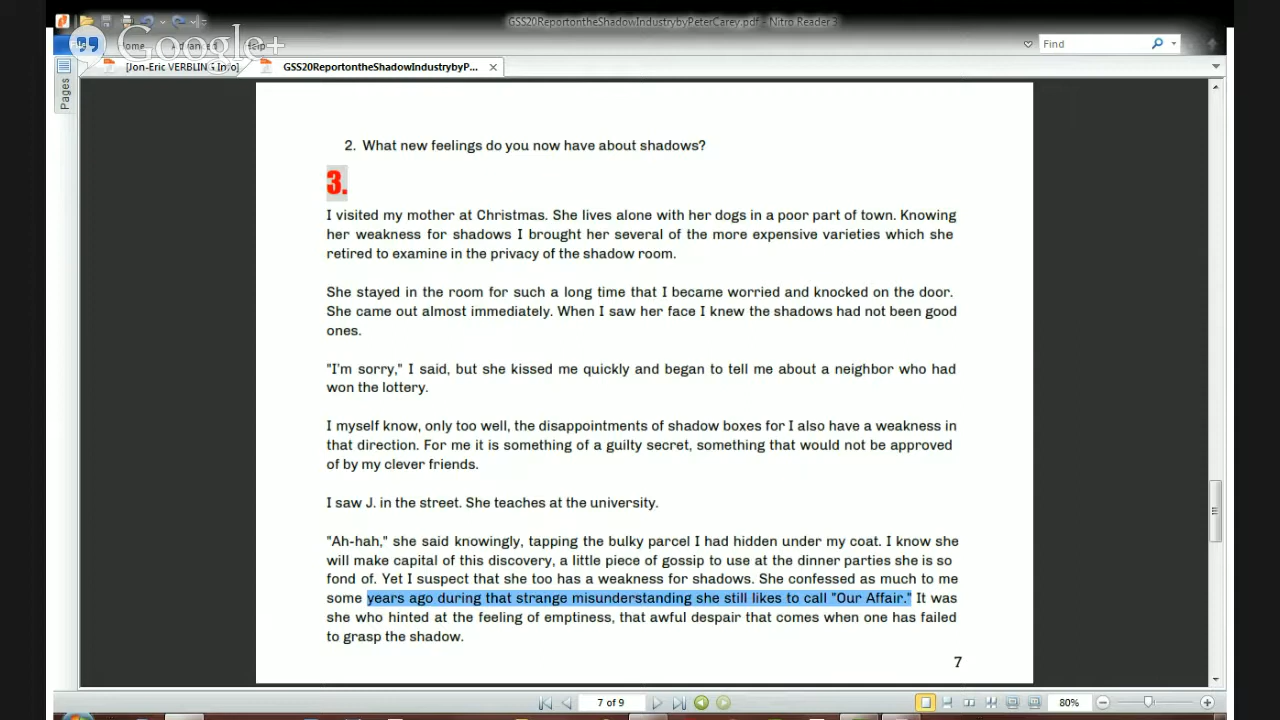 GSS20ReportontheShadowIndustrybyPeterCarey.pdf - Nitro Reader 3
Google+
Home Advanced Help
Find
[Jon-Eric VERBLING Info]
GSS20ReportontheShadowIndustrybyP...
Pages
2. What new feelings do you now have about shadows?
3.
I visited my mother at Christmas. She lives alone with her dogs in a poor part of town. Knowing
her weakness for shadows I brought her several of the more expensive varieties which she
retired to examine in the privacy of the shadow room.
She stayed in the room for such a long time that I became worried and knocked on the door.
She came out almost immediately. When I saw her face I knew the shadows had not been good
ones.
"I'm sorry," I said, but she kissed me quickly and began to tell me about a neighbor who had
won the lottery.
I myself know, only too well, the disappointments of shadow boxes for I also have a weakness in
that direction. For me it is something of a guilty secret, something that would not be approved
of by my clever friends.
I saw J. in the street. She teaches at the university.
"Ah-hah," she said knowingly, tapping the bulky parcel I had hidden under my coat. I know she
will make capital of this discovery, a little piece of gossip to use at the dinner parties she is so
fond of. Yet I suspect that she too has a weakness for shadows. She confessed as much to me
some years ago during that strange misunderstanding she still likes to call "Our Affair." It was
she who hinted at the feeling of emptiness, that awful despair that comes when one has failed
to grasp the shadow.
7
7 of 9
80%